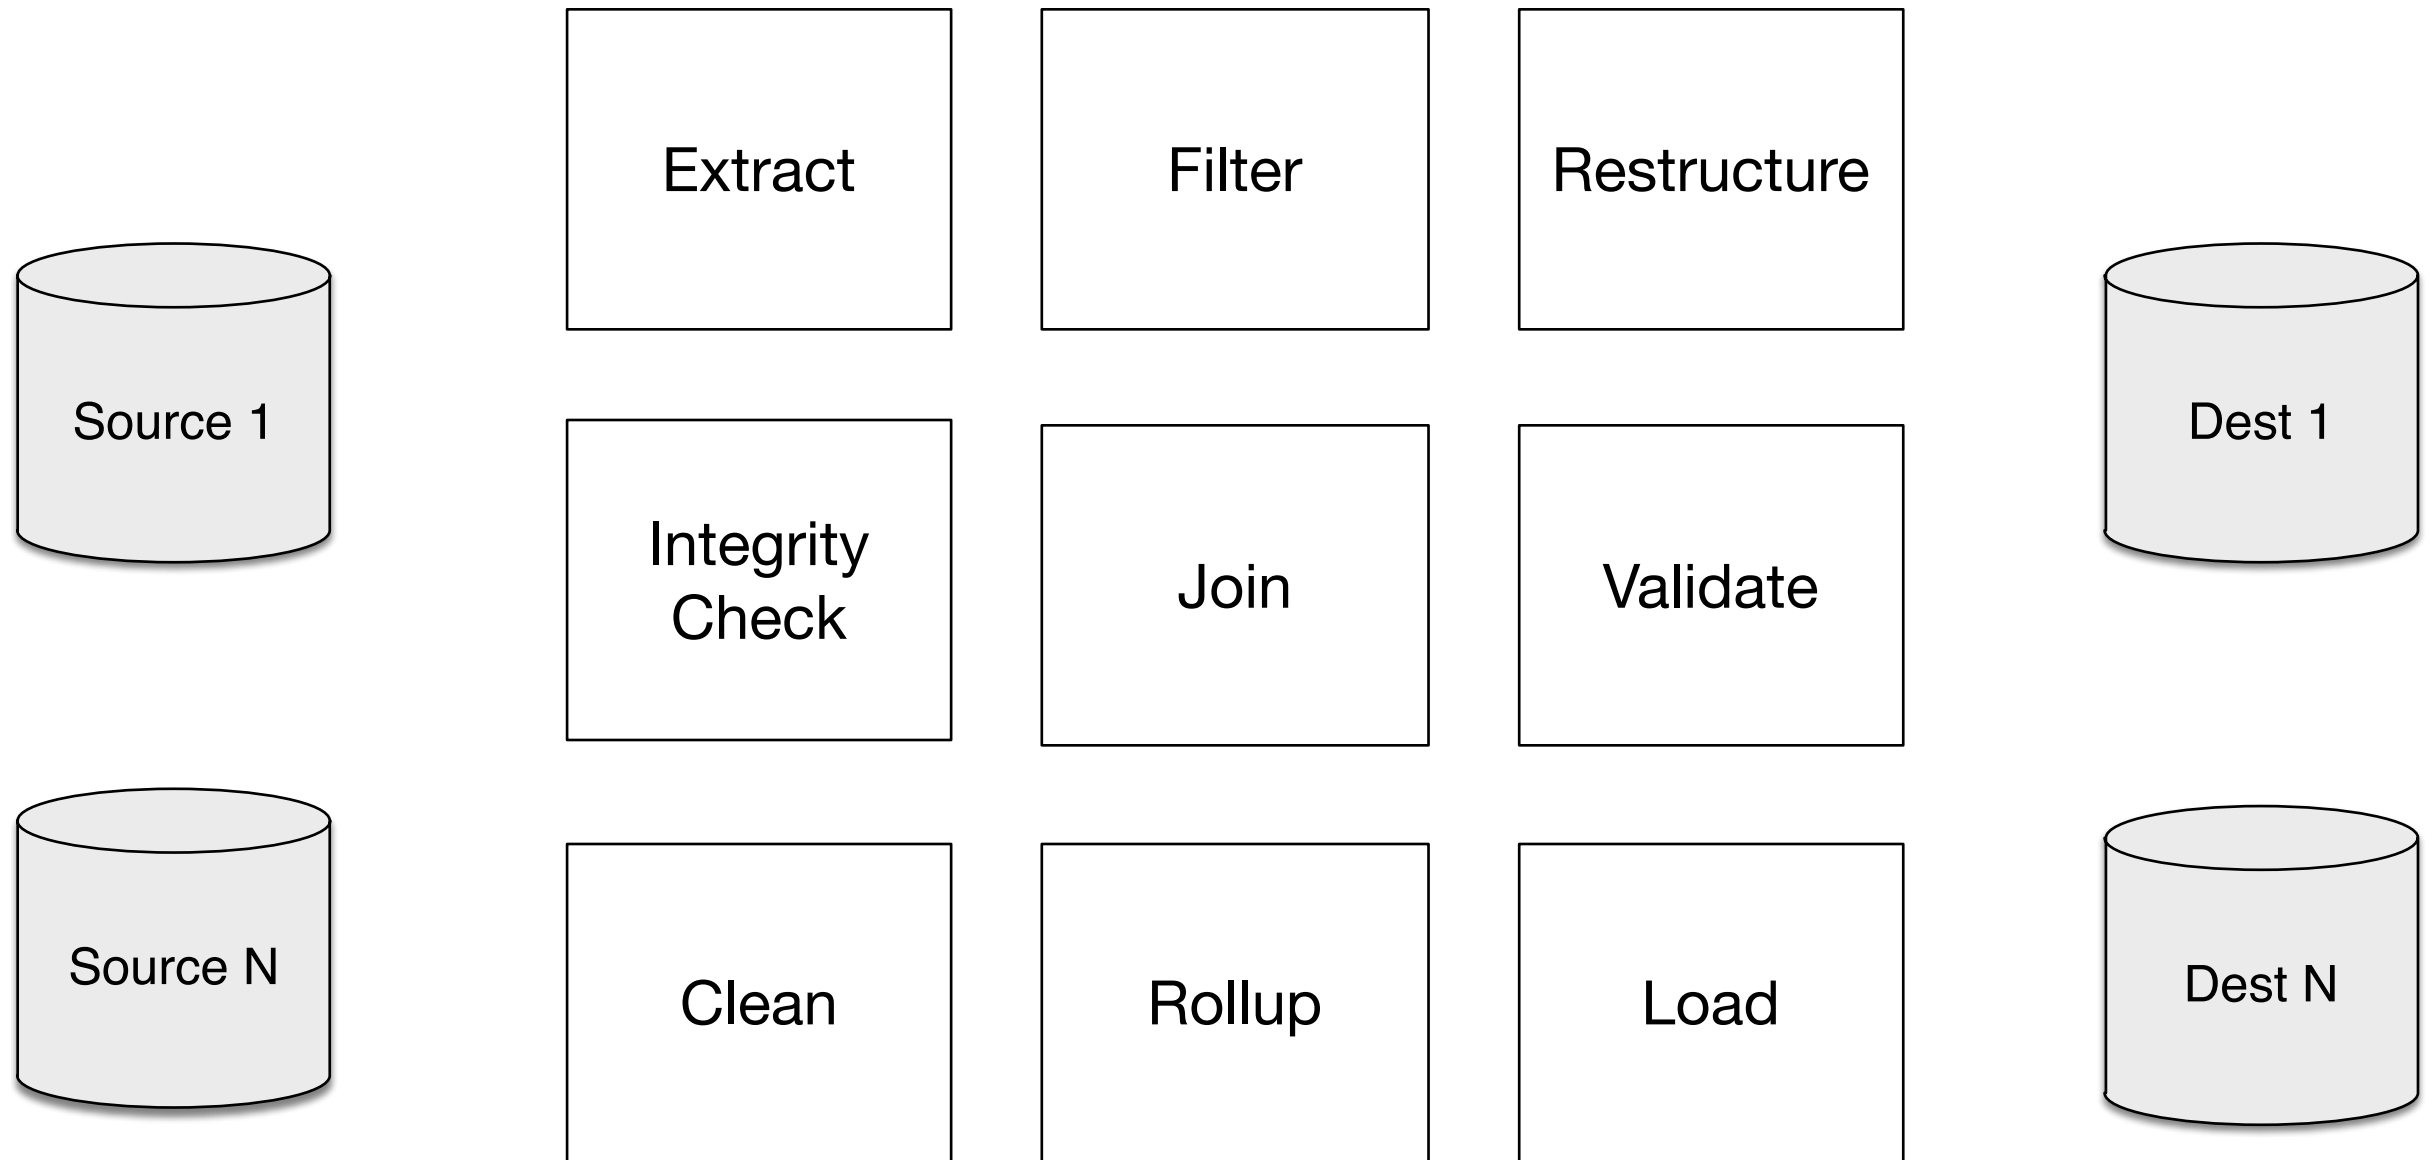 Extract
Filter
Restructure
Source 1
Dest 1
Integrity
Check
Join
Validate
Source N
Dest N
Clean
Rollup
Load